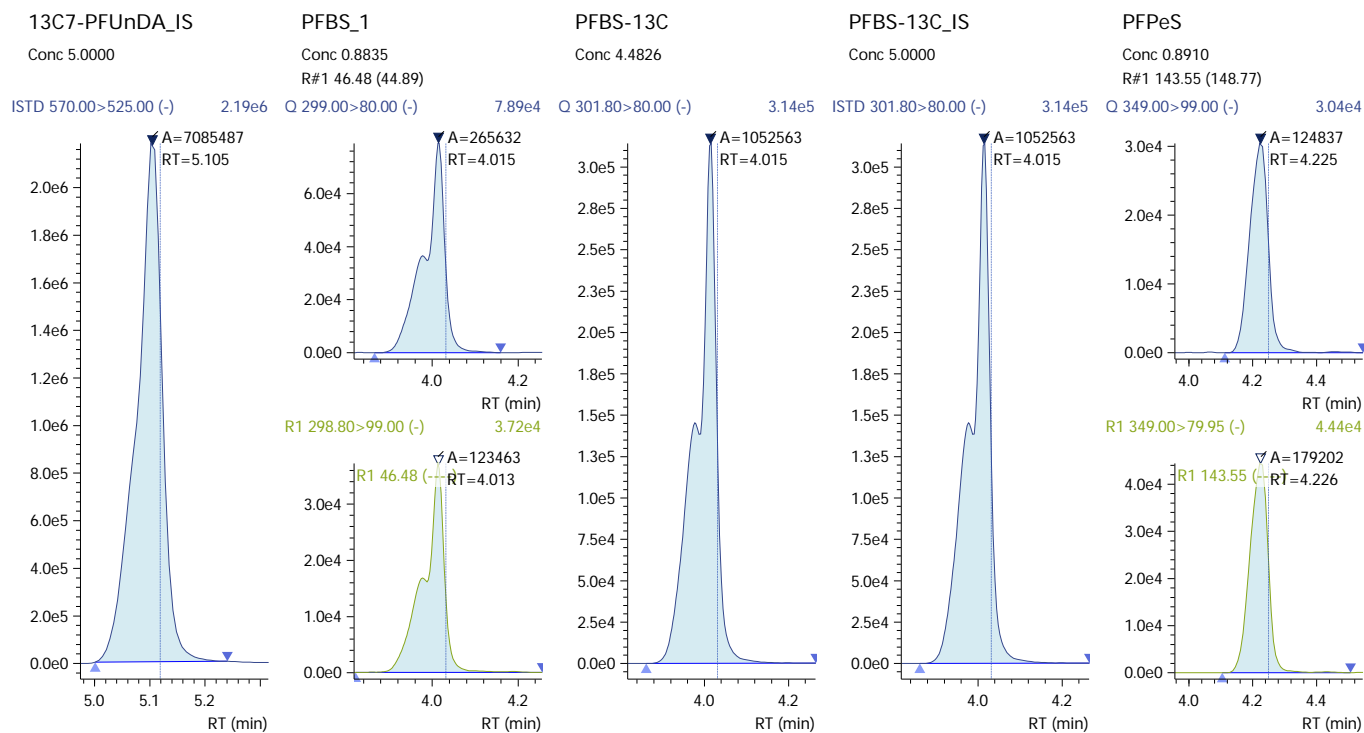 13C7-PFUnDA_IS
Conc 5.0000
ISTD 570.00>525.00 (-) 2.19e6
A=7085487
RT=5.105
2.0e6
1.8e6
1.6e6
1.4e6
1.2e6
1.0e6
8.0e5
6.0e5
4.0e5
2.0e5
0.0e0
5.0 5.1 5.2
RT (min)
PFBS_1
Conc 0.8835
R#1 46.48 (44.89)
Q 299.00>80.00 (-) 7.89e4
A=265632
RT=4.015
6.0e4
4.0e4
2.0e4
0.0e0
4.0 4.2
RT (min)
R1 298.80>99.00 (-) 3.72e4
A=123463
R1 46.48 (----)
RT=4.013
3.0e4
2.0e4
1.0e4
0.0e0
4.0 4.2
RT (min)
PFBS-13C
Conc 4.4826
Q 301.80>80.00 (-) 3.14e5
A=1052563
RT=4.015
3.0e5
2.8e5
2.5e5
2.3e5
2.0e5
1.8e5
1.5e5
1.3e5
1.0e5
7.5e4
5.0e4
2.5e4
0.0e0
4.0 4.2
RT (min)
PFBS-13C_IS
Conc 5.0000
ISTD 301.80>80.00 (-) 3.14e5
A=1052563
RT=4.015
3.0e5
2.8e5
2.5e5
2.3e5
2.0e5
1.8e5
1.5e5
1.3e5
1.0e5
7.5e4
5.0e4
2.5e4
0.0e0
4.0 4.2
RT (min)
PFPeS
Conc 0.8910
R#1 143.55 (148.77)
Q 349.00>99.00 (-) 3.04e4
A=124837
RT=4.225
3.0e4
2.0e4
1.0e4
0.0e0
4.0 4.2 4.4
RT (min)
R1 349.00>79.95 (-) 4.44e4
A=179202
R1 143.55 (----)
RT=4.226
4.0e4
3.0e4
2.0e4
1.0e4
0.0e0
4.0 4.2 4.4
RT (min)